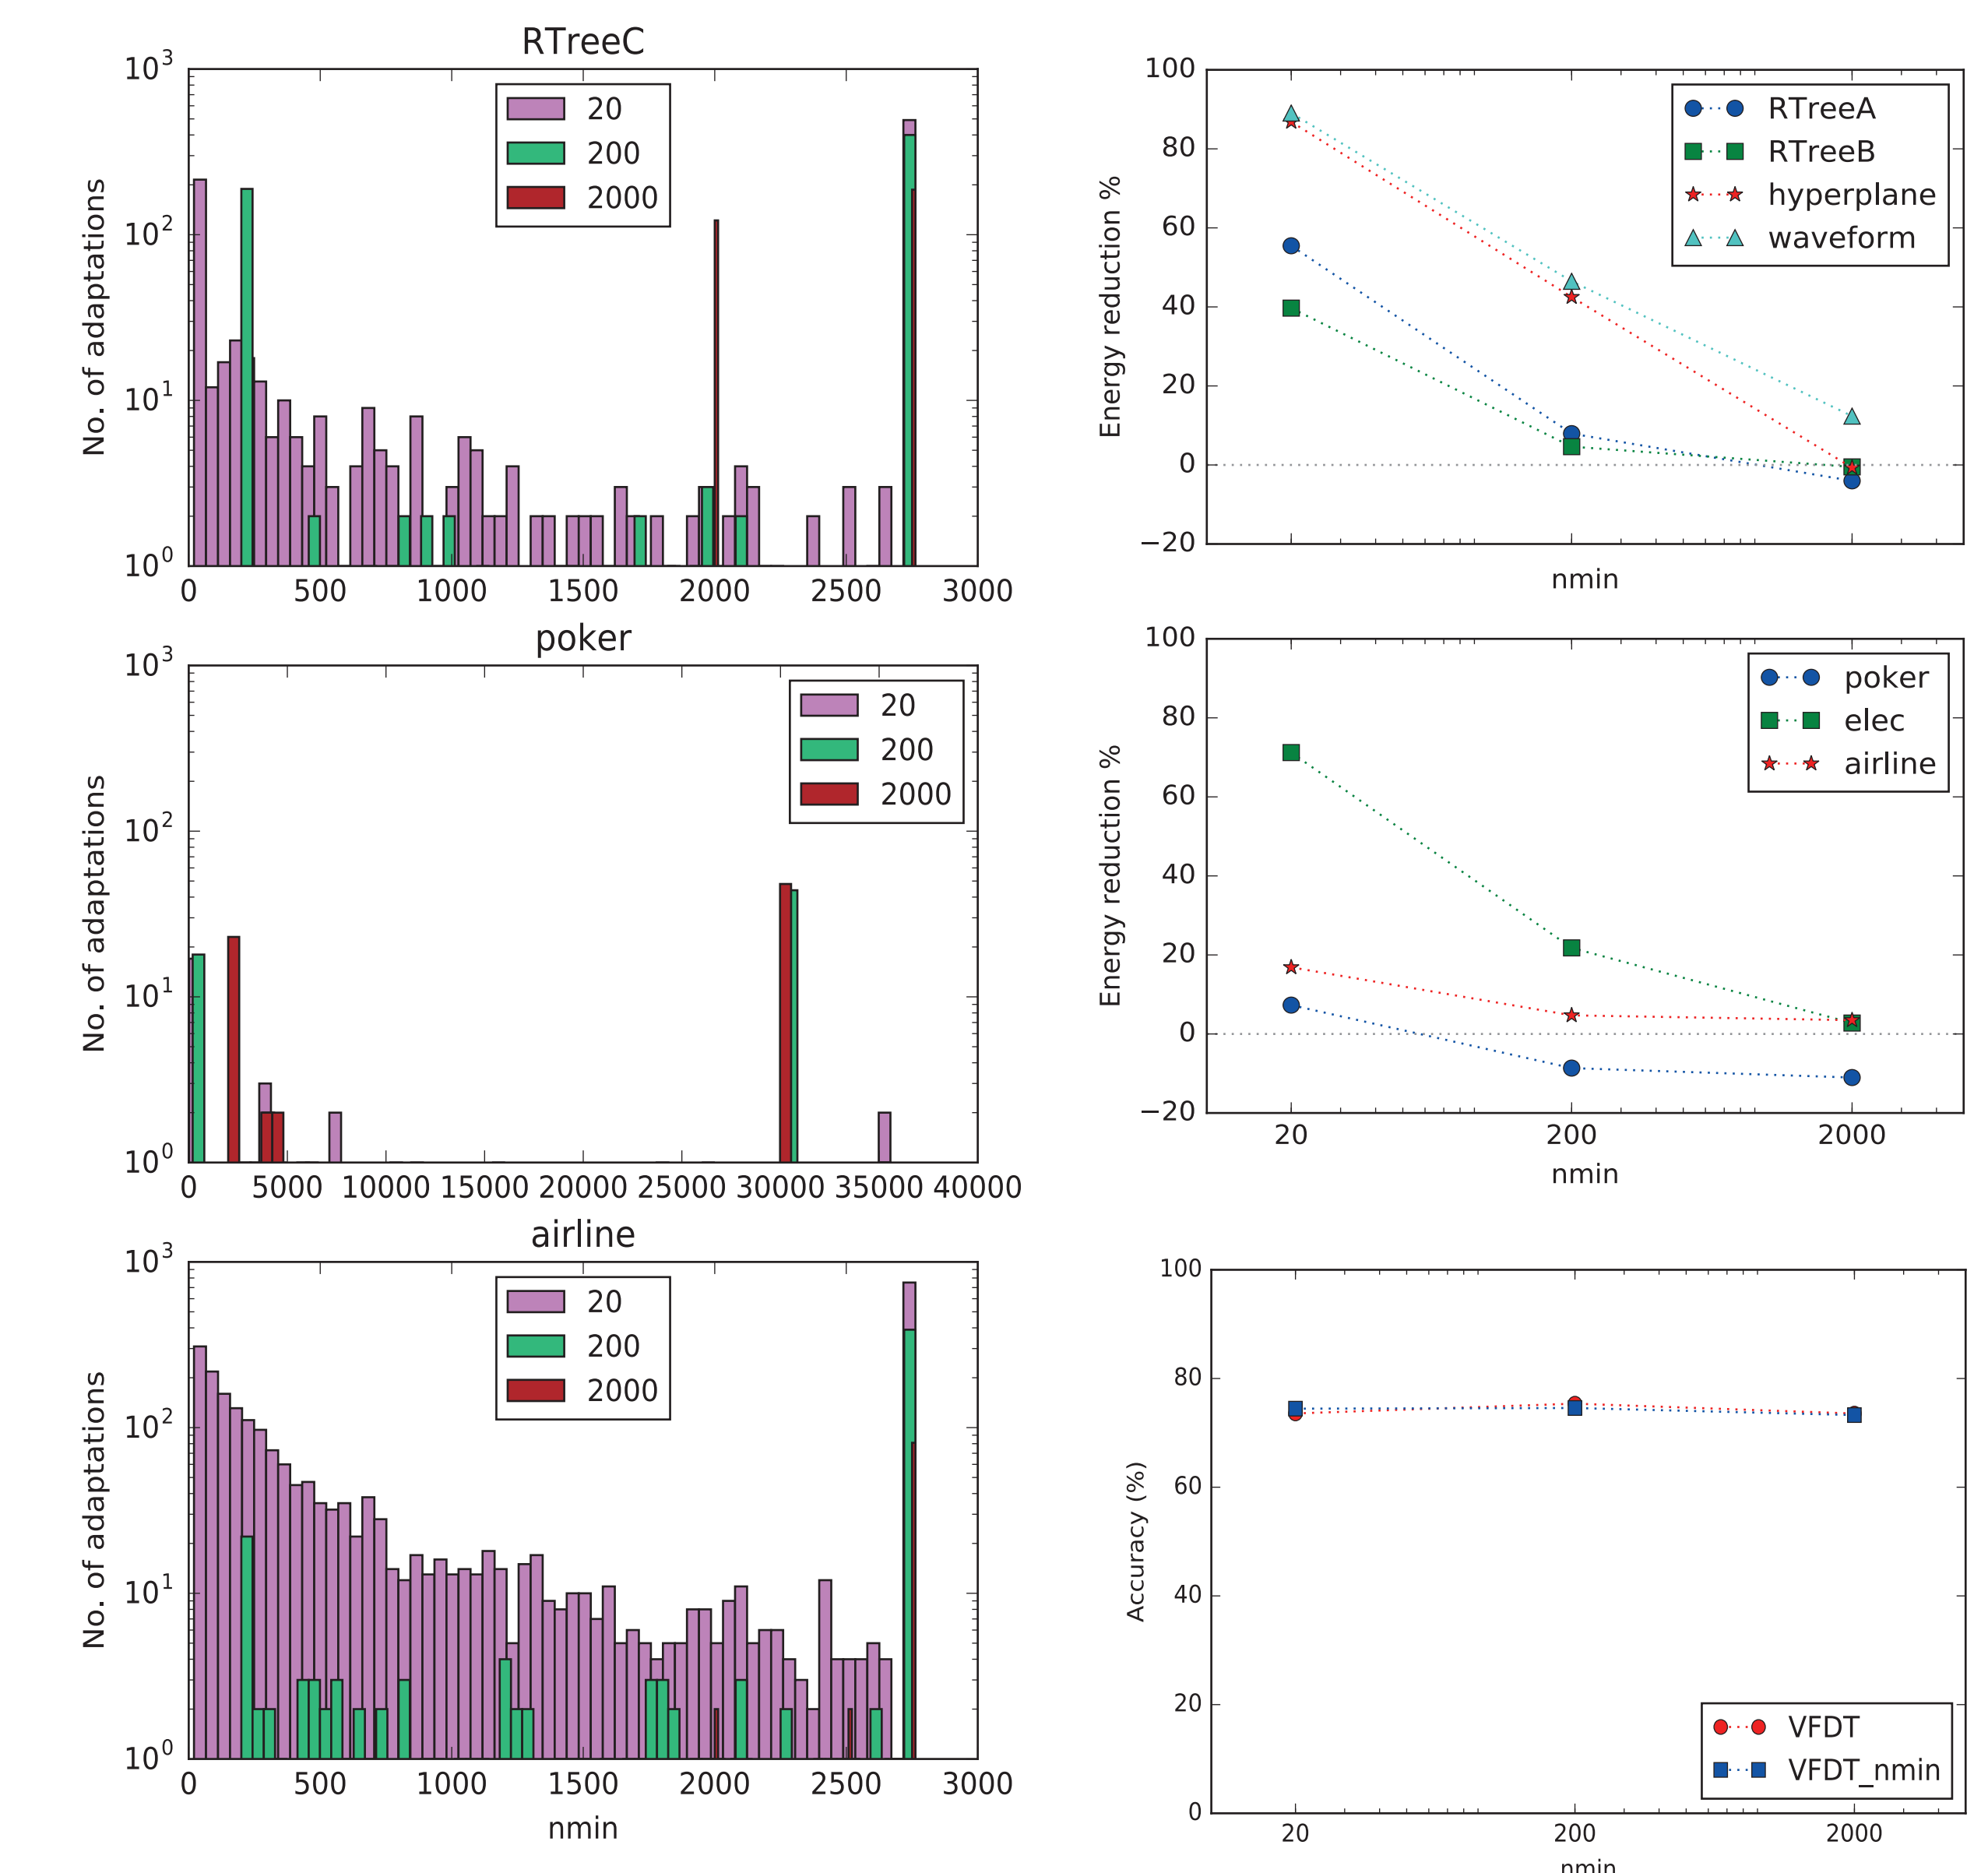 RTreeC
No. of adaptations
10^3
10^2
10^1
10^0
20
200
2000
0 500 1000 1500 2000 2500 3000
poker
No. of adaptations
10^3
10^2
10^1
10^0
20
200
2000
0 5000 10000 15000 20000 25000 30000 35000 40000
airline
No. of adaptations
10^3
10^2
10^1
10^0
20
200
2000
0 500 1000 1500 2000 2500 3000
nmin
Energy reduction %
100
80
60
40
20
0
−20
RTreeA
RTreeB
hyperplane
waveform
nmin
Energy reduction %
100
80
60
40
20
0
−20
poker
elec
airline
20 200 2000
nmin
Accuracy (%)
100
80
60
40
20
0
VFDT
VFDT_nmin
20 200 2000
nmin